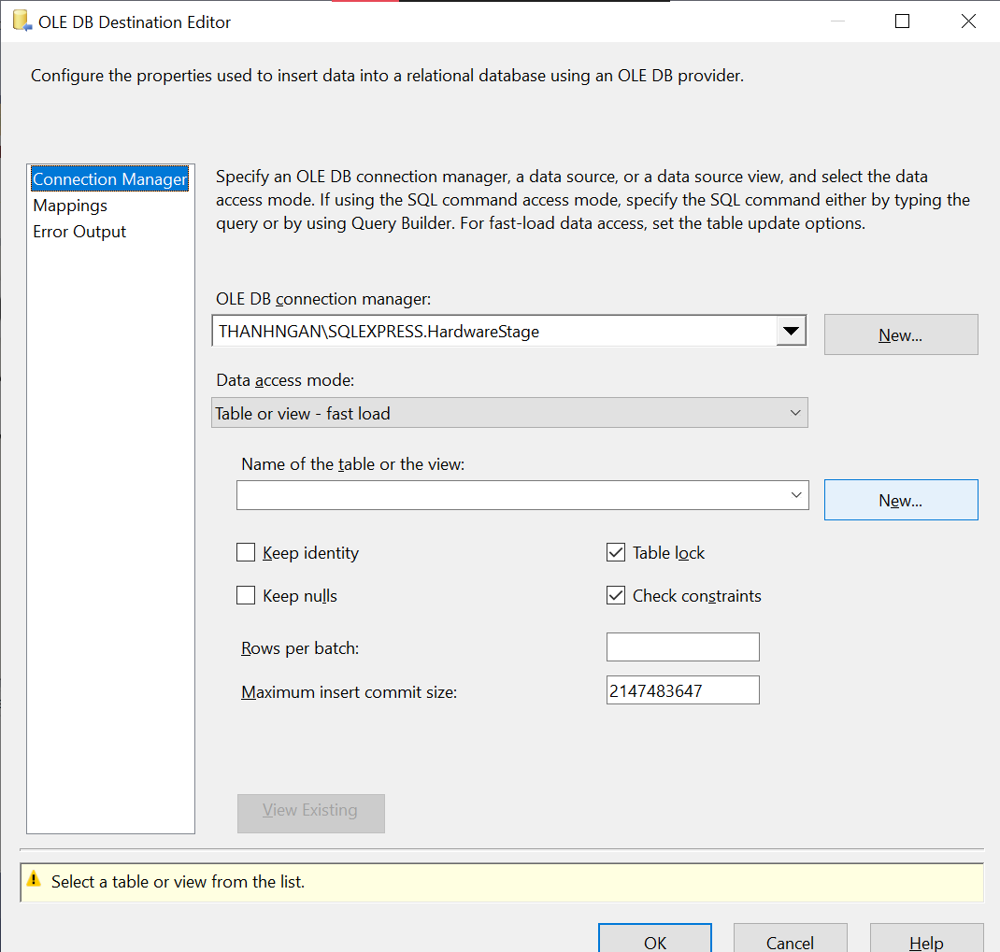 OLE DB Destination Editor
Configure the properties used to insert data into a relational database using an OLE DB provider.
Connection Manager
Mappings
Error Output
Specify an OLE DB connection manager, a data source, or a data source view, and select the data
access mode. If using the SQL command access mode, specify the SQL command either by typing the
query or by using Query Builder. For fast-load data access, set the table update options.
OLE DB connection manager:
THANHNGAN\SQLEXPRESS.HardwareStage
New...
Data access mode:
Table or view - fast load
Name of the table or the view:
New...
Keep identity
Table lock
Keep nulls
Check constraints
Rows per batch:
Maximum insert commit size:
2147483647
View Existing
Select a table or view from the list.
OK
Cancel
Help